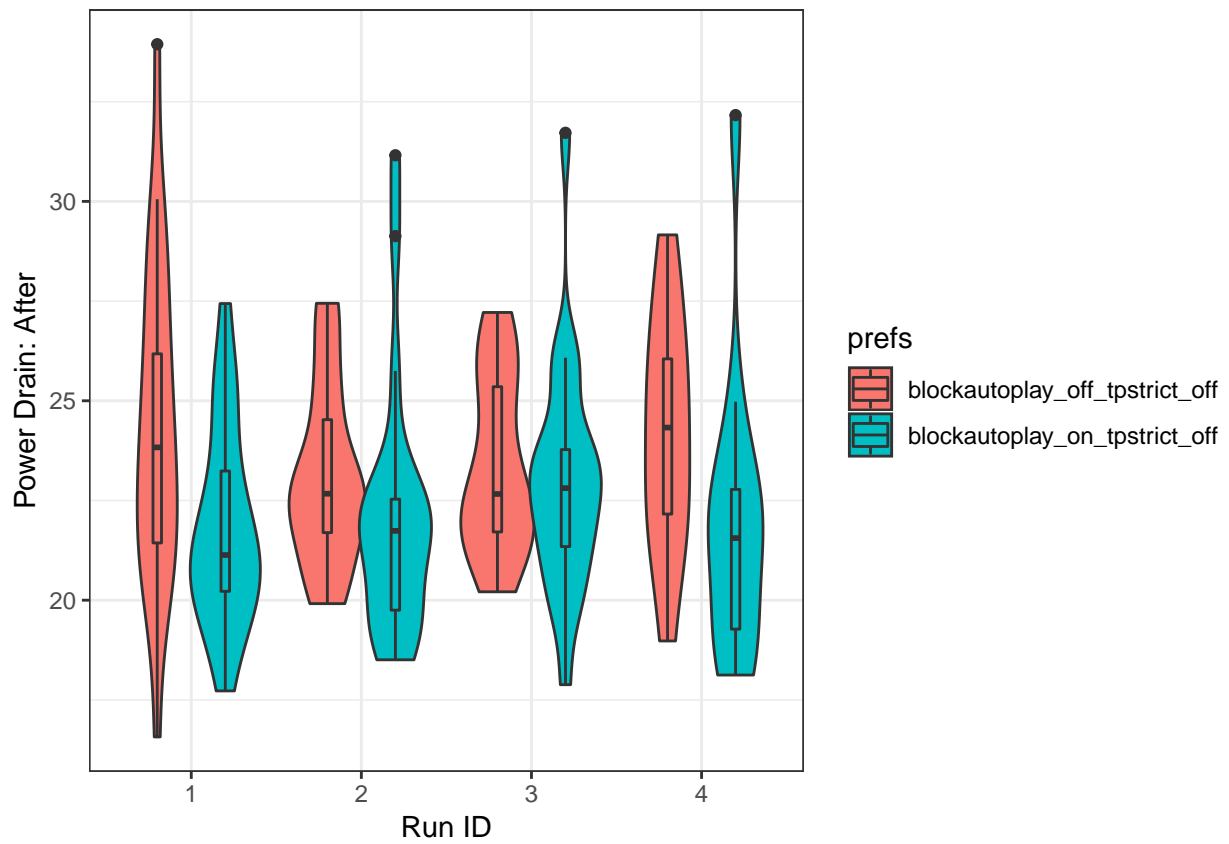 30
25
20
Power Drain: After
1
2
3
4
Run ID
prefs
blockautoplay_off_tpstrict_off
blockautoplay_on_tpstrict_off